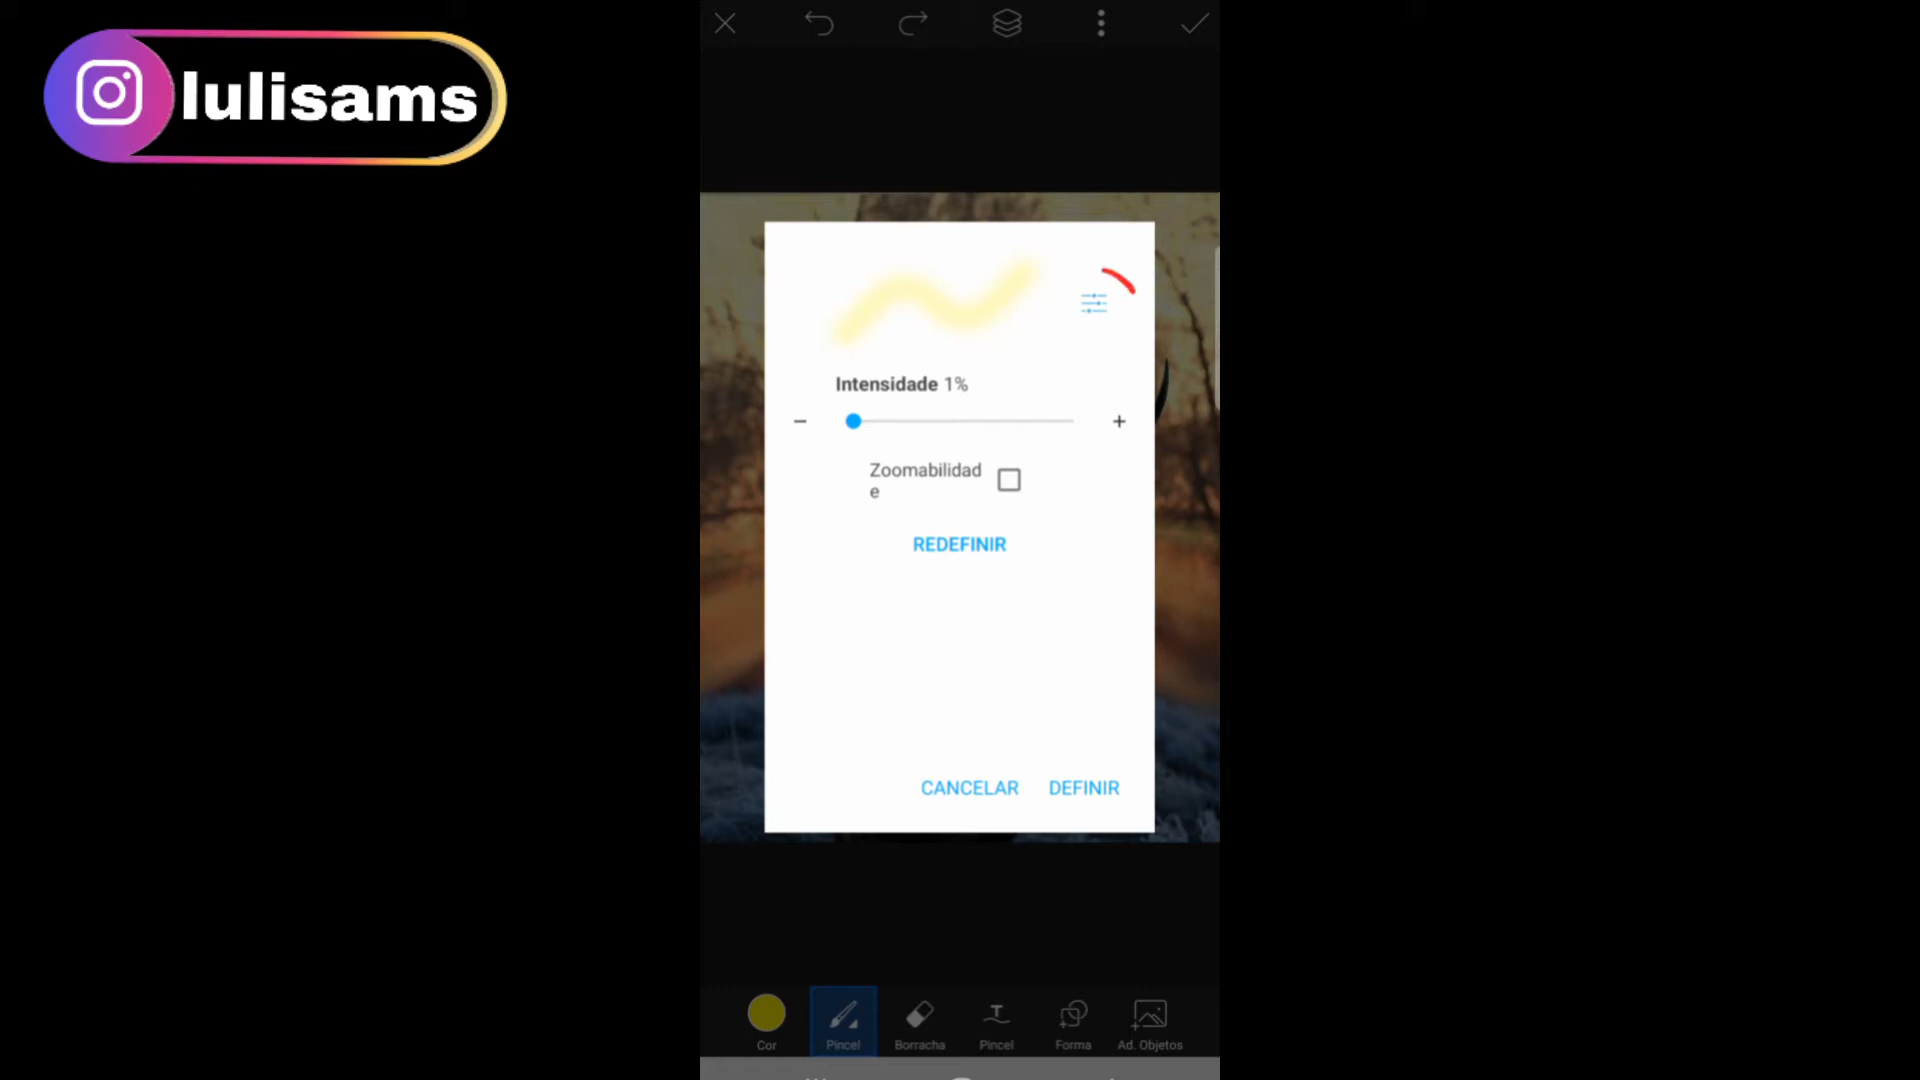 lulisams
Intensidade 1%
Zoomabilidad
e
REDEFINIR
CANCELAR DEFINIR
Cor Pincel Borracha Pincel Forma Ad. Objetos